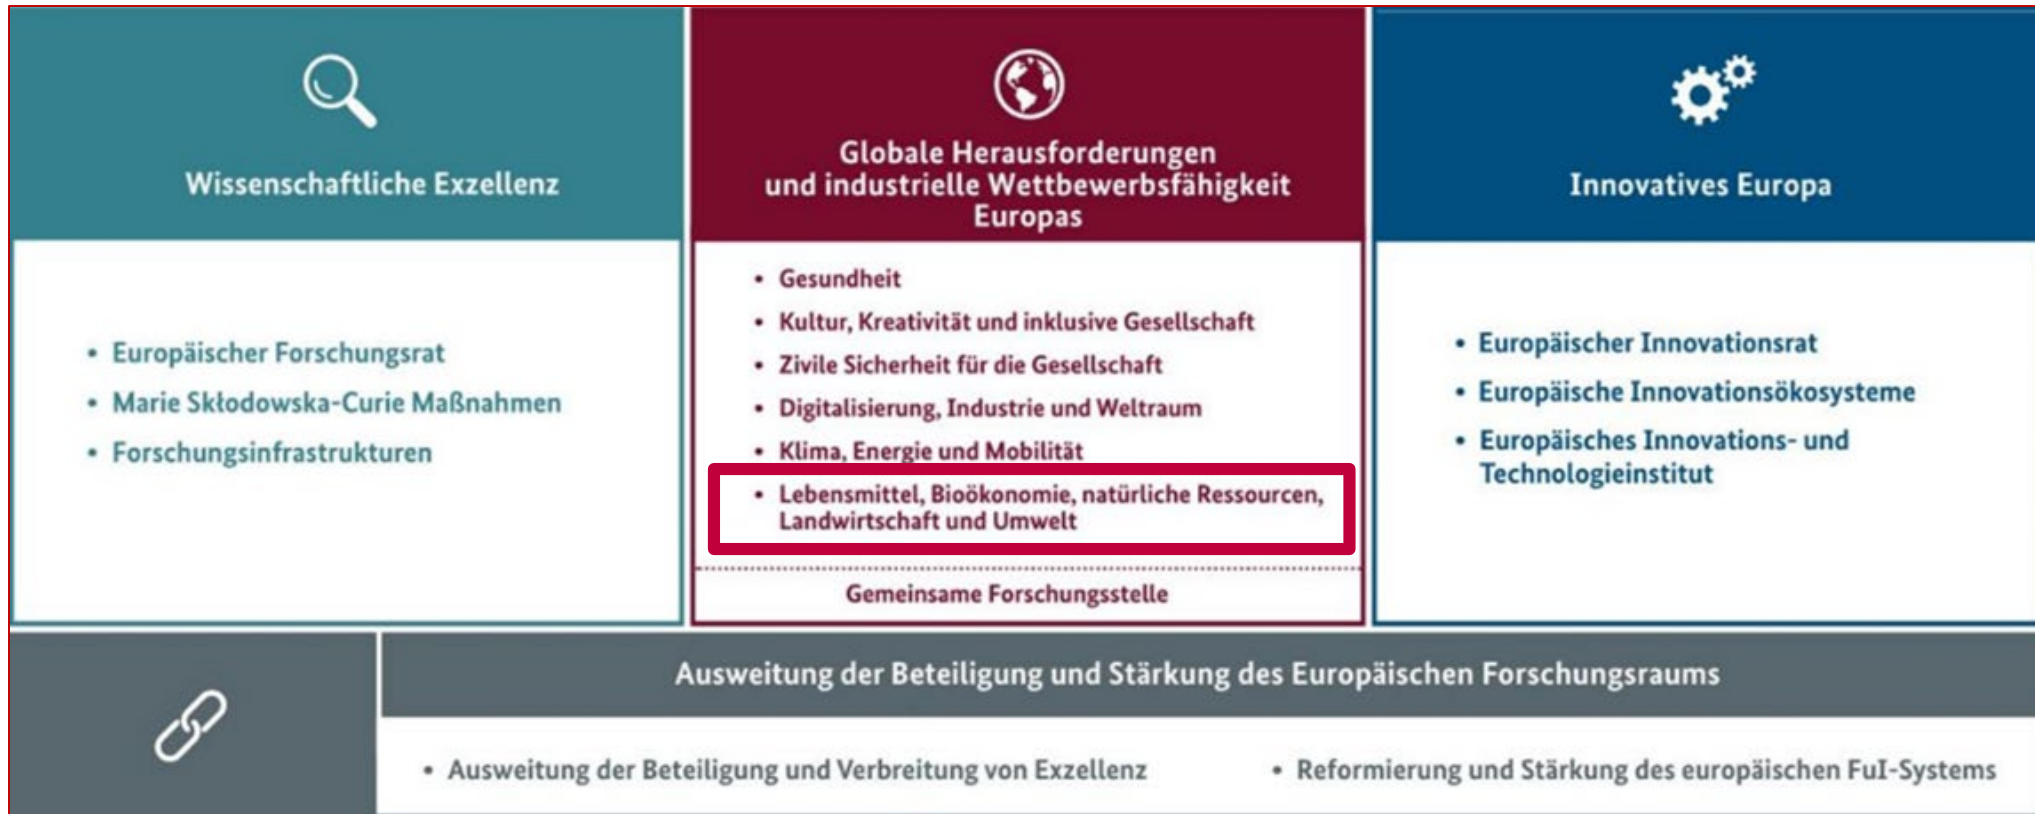 Wissenschaftliche Exzellenz
• Europäischer Forschungsrat
• Marie Skłodowska-Curie Maßnahmen
• Forschungsinfrastrukturen
Globale Herausforderungen
und industrielle Wettbewerbsfähigkeit
Europas
• Gesundheit
• Kultur, Kreativität und inklusive Gesellschaft
• Zivile Sicherheit für die Gesellschaft
• Digitalisierung, Industrie und Weltraum
• Klima, Energie und Mobilität
• Lebensmittel, Bioökonomie, natürliche Ressourcen,
Landwirtschaft und Umwelt
Gemeinsame Forschungsstelle
Innovatives Europa
• Europäischer Innovationsrat
• Europäische Innovationsökosysteme
• Europäisches Innovations- und
Technologieinstitut
Ausweitung der Beteiligung und Stärkung des Europäischen Forschungsraums
• Ausweitung der Beteiligung und Verbreitung von Exzellenz
• Reformierung und Stärkung des europäischen FuI-Systems